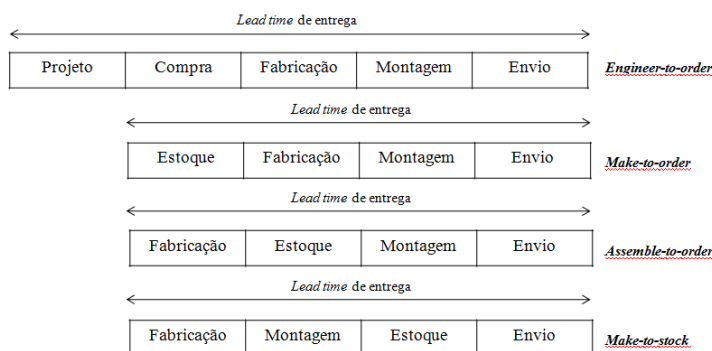 Lead time de entrega
Projeto Compra Fabricação Montagem Envio Engineer-to-order
Lead time de entrega
Estoque Fabricação Montagem Envio Make-to-order
Lead time de entrega
Fabricação Estoque Montagem Envio Assemble-to-order
Lead time de entrega
Fabricação Montagem Estoque Envio Make-to-stock